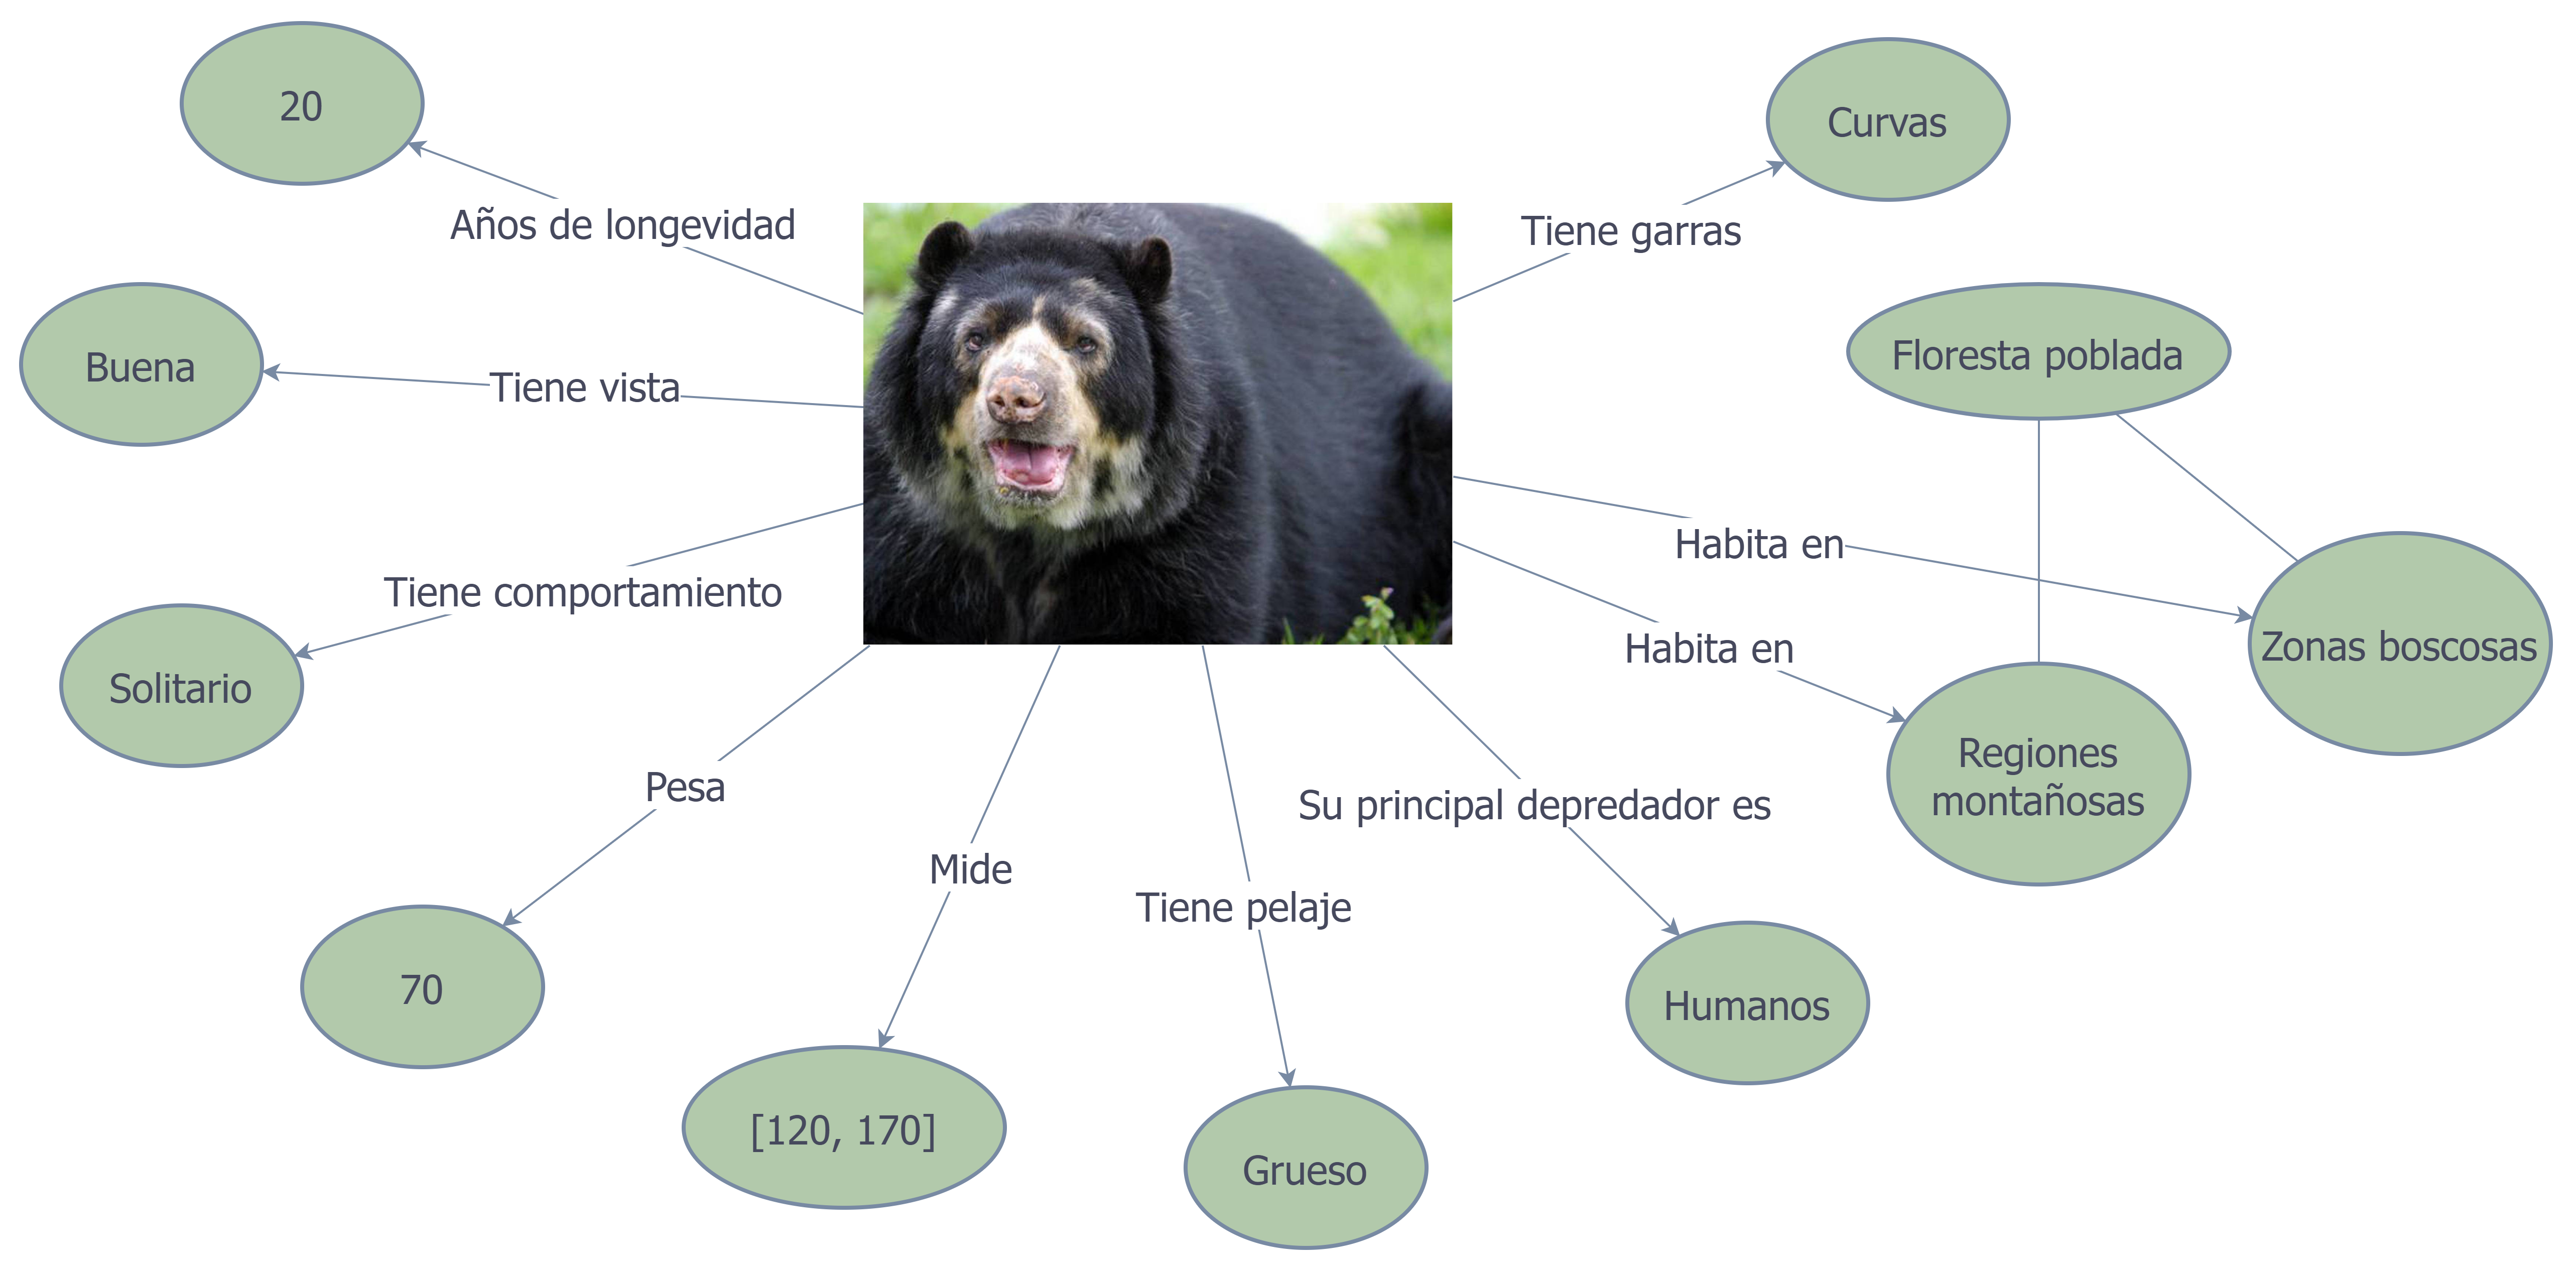 20
Curvas
Años de longevidad
Tiene garras
Floresta poblada
Buena
Tiene vista
Habita en
Tiene comportamiento
Habita en
Zonas boscosas
Solitario
Regiones
montañosas
Pesa
Su principal depredador es
Mide
Tiene pelaje
70
Humanos
[120, 170]
Grueso